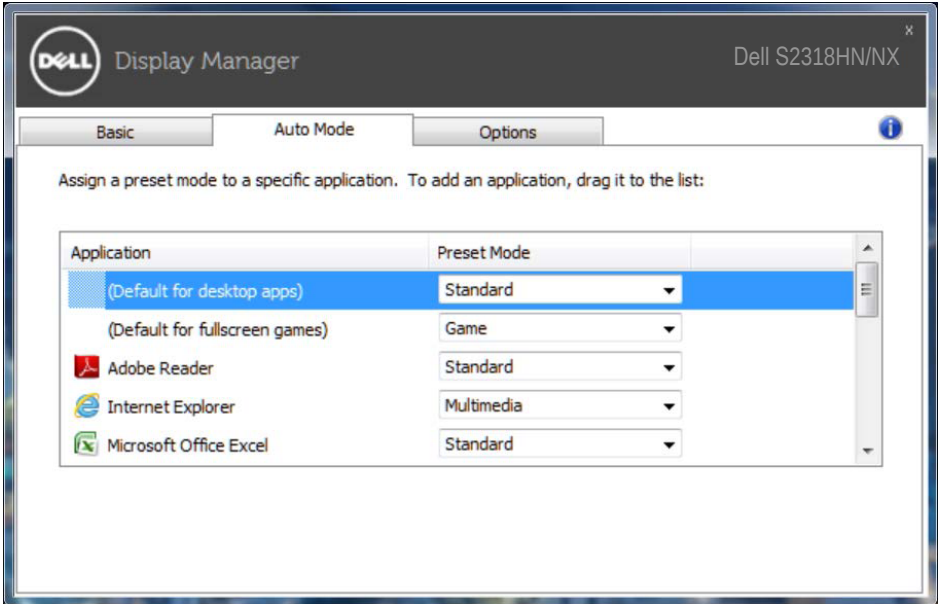 x
DELL Display Manager Dell S2318HN/NX
Basic Auto Mode Options i
Assign a preset mode to a specific application. To add an application, drag it to the list:
Application Preset Mode
(Default for desktop apps) Standard
(Default for fullscreen games) Game
Adobe Reader Standard
Internet Explorer Multimedia
Microsoft Office Excel Standard